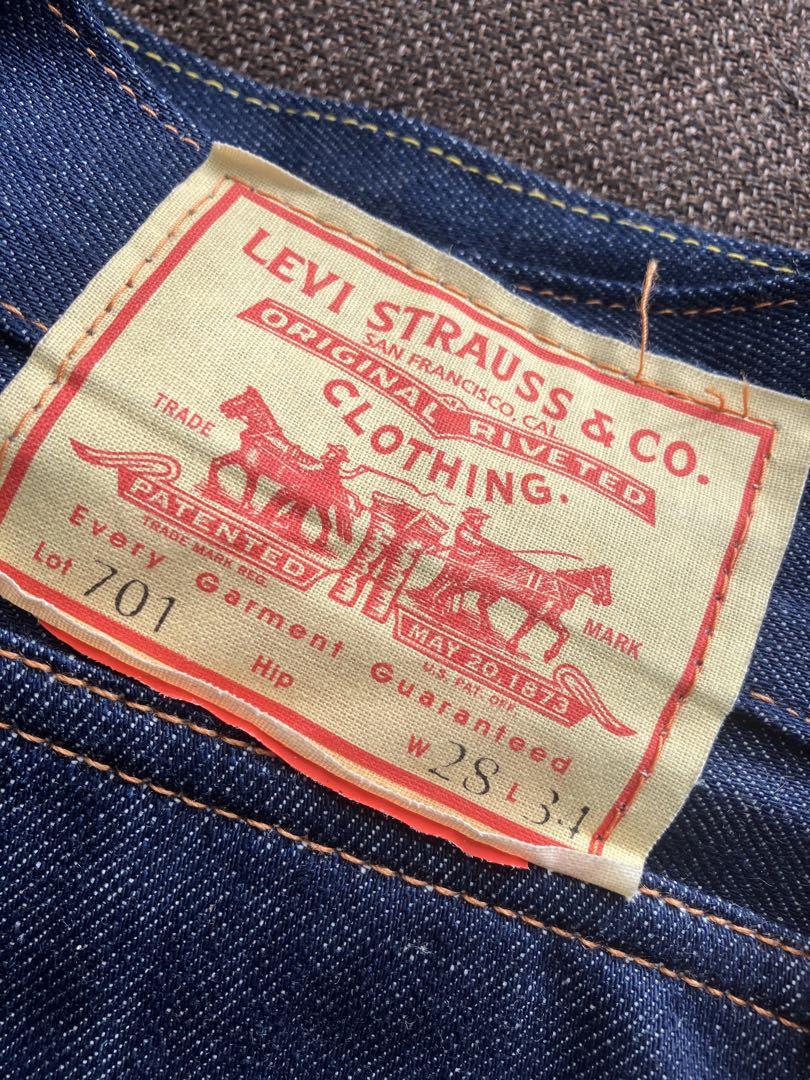 LEVI STRAUSS & CO.
SAN FRANCISCO, CAL.
ORIGINAL RIVETED
CLOTHING.
TRADE MARK
PATENTED MAY 20.1873
TRADE MARK REG. U.S. PAT. OFF.
Every Garment Guaranteed
Lot 701 Hip W 28 L 34